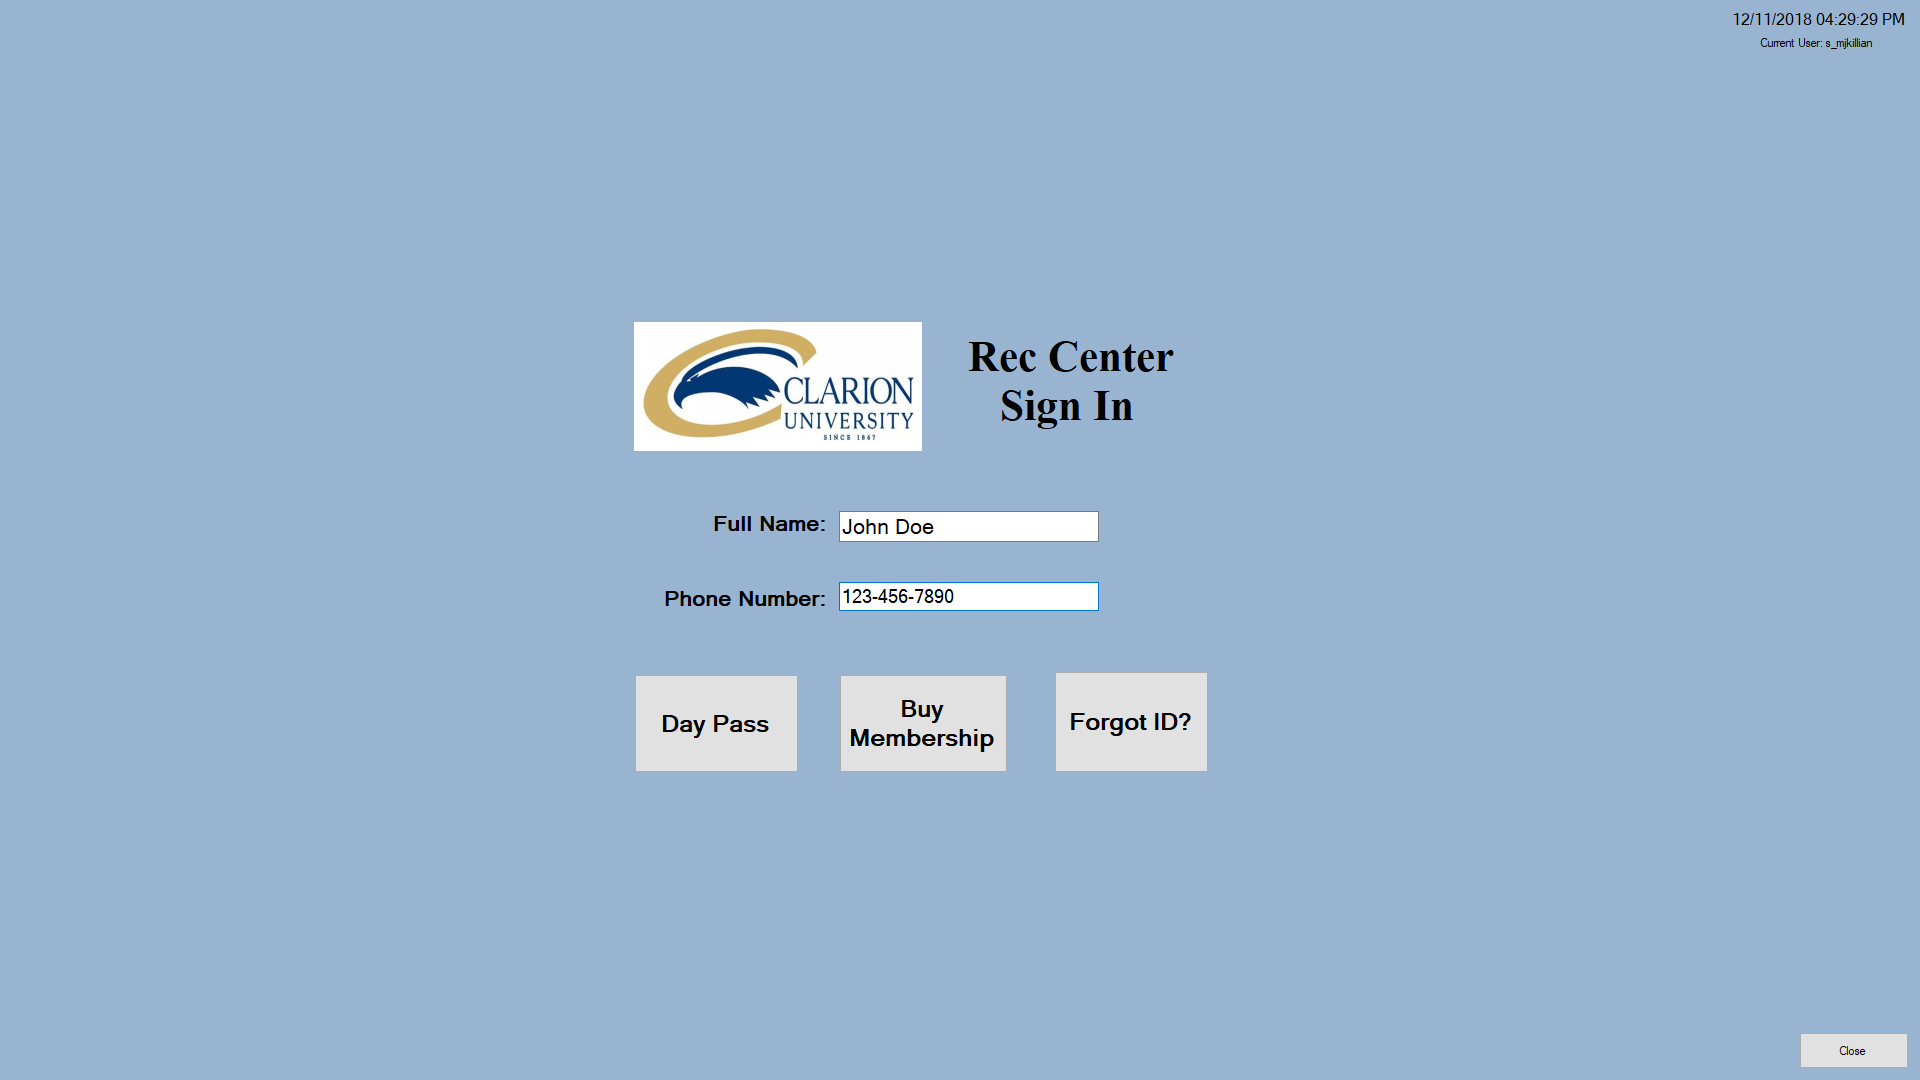 12/11/2018 04:29:29 PM
Current User: s_mjkillian
CLARION
UNIVERSITY
SINCE 1867
Rec Center
Sign In
Full Name: John Doe
Phone Number: 123-456-7890
Day Pass
Buy
Membership
Forgot ID?
Close